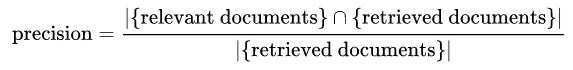 precision = |{relevant documents} ∩ {retrieved documents}| / |{retrieved documents}|